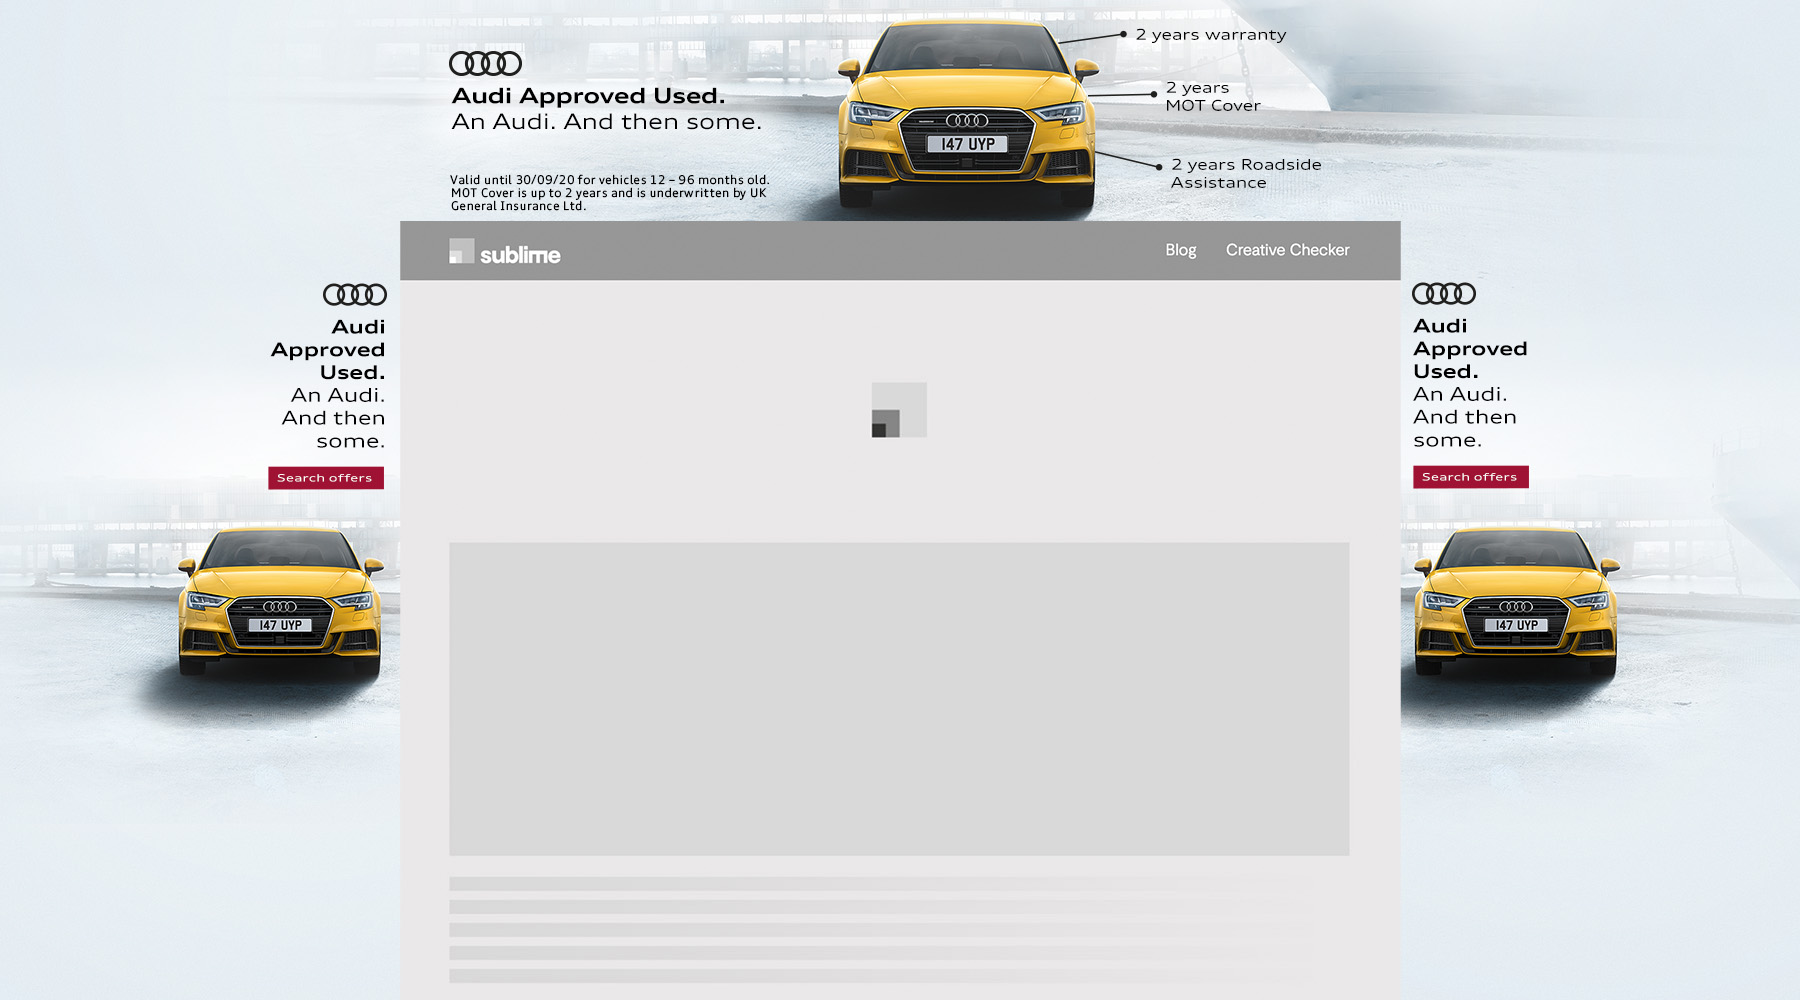 Audi Approved Used.
An Audi. And then some.
Valid until 30/09/20 for vehicles 12 – 96 months old.
MOT Cover is up to 2 years and is underwritten by UK
General Insurance Ltd.
147 UYP
2 years warranty
2 years
MOT Cover
2 years Roadside
Assistance
sublime
Blog
Creative Checker
Audi
Approved
Used.
An Audi.
And then
some.
Search offers
147 UYP
Audi
Approved
Used.
An Audi.
And then
some.
Search offers
147 UYP